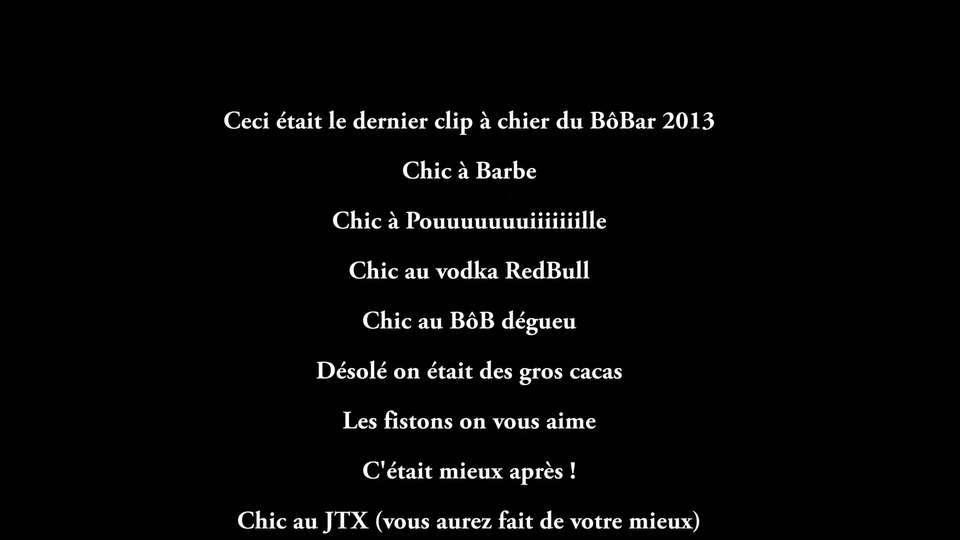 Ceci était le dernier clip à chier du BôBar 2013
Chic à Barbe
Chic à Pouuuuuuuuiiiiiiille
Chic au vodka RedBull
Chic au BôB dégueu
Désolé on était des gros cacas
Les fistons on vous aime
C'était mieux après !
Chic au JTX (vous aurez fait de votre mieux)